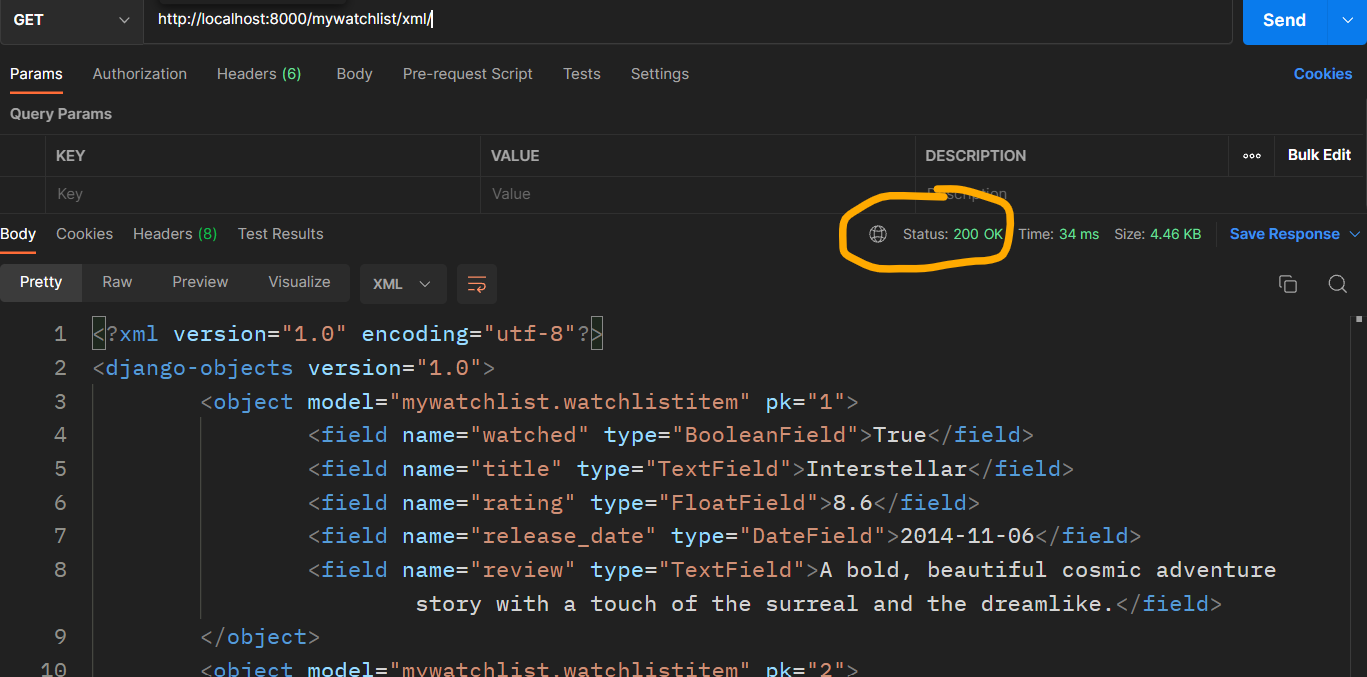 GET http://localhost:8000/mywatchlist/xml/ Send
Params Authorization Headers (6) Body Pre-request Script Tests Settings Cookies
Query Params
KEY VALUE DESCRIPTION ooo Bulk Edit
Key Value Description
Body Cookies Headers (8) Test Results Status: 200 OK Time: 34 ms Size: 4.46 KB Save Response
Pretty Raw Preview Visualize XML
1 <?xml version="1.0" encoding="utf-8"?>
2 <django-objects version="1.0">
3 <object model="mywatchlist.watchlistitem" pk="1">
4 <field name="watched" type="BooleanField">True</field>
5 <field name="title" type="TextField">Interstellar</field>
6 <field name="rating" type="FloatField">8.6</field>
7 <field name="release_date" type="DateField">2014-11-06</field>
8 <field name="review" type="TextField">A bold, beautiful cosmic adventure
story with a touch of the surreal and the dreamlike.</field>
9 </object>
10 <object model="mywatchlist.watchlistitem" pk="2">